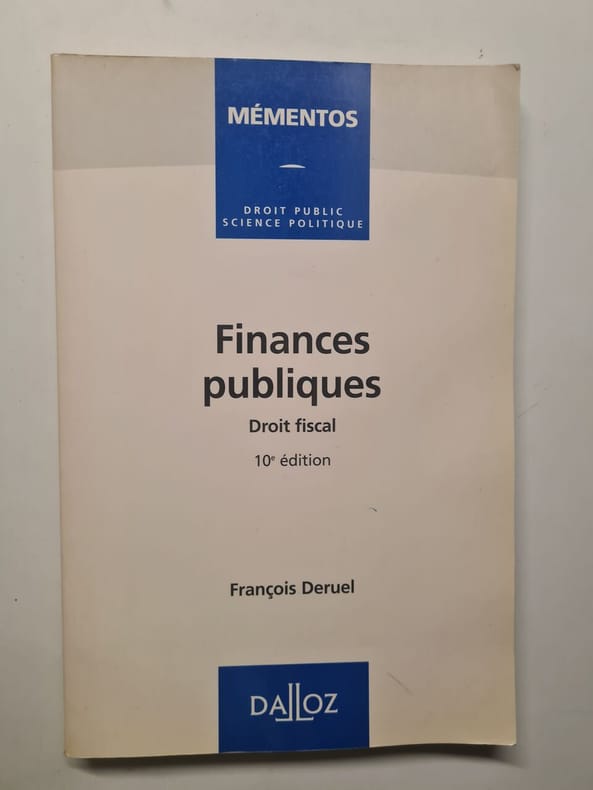 MÉMENTOS
DROIT PUBLIC
SCIENCE POLITIQUE
Finances
publiques
Droit fiscal
10e édition
François Deruel
DALLOZ